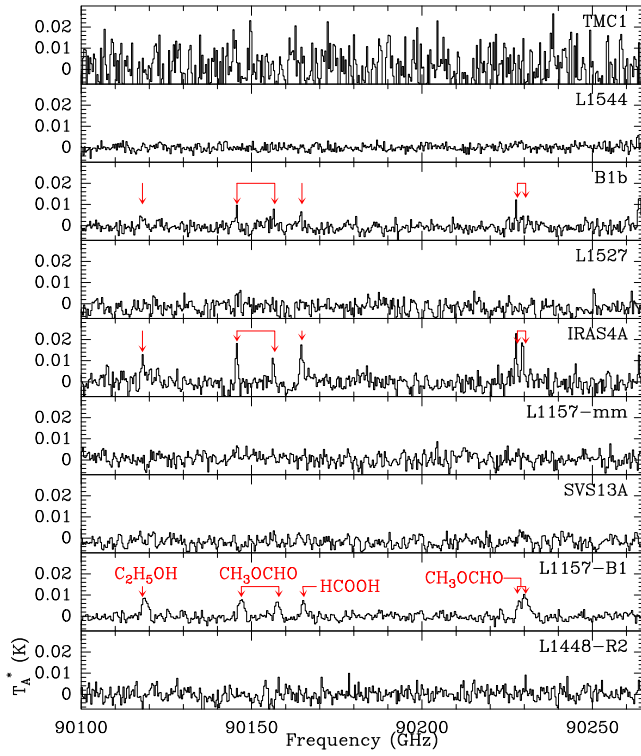 0.02
0.01
0
TMC1
0.02
0.01
0
L1544
0.02
0.01
0
B1b
0.02
0.01
0
L1527
0.02
0.01
0
IRAS4A
0.02
0.01
0
L1157-mm
0.02
0.01
0
SVS13A
0.02
0.01
0
L1157-B1
C₂H₅OH
CH₃OCHO
HCOOH
CH₃OCHO
0.02
0.01
0
L1448-R2
T_A* (K)
90100
90150
90200
90250
Frequency (GHz)